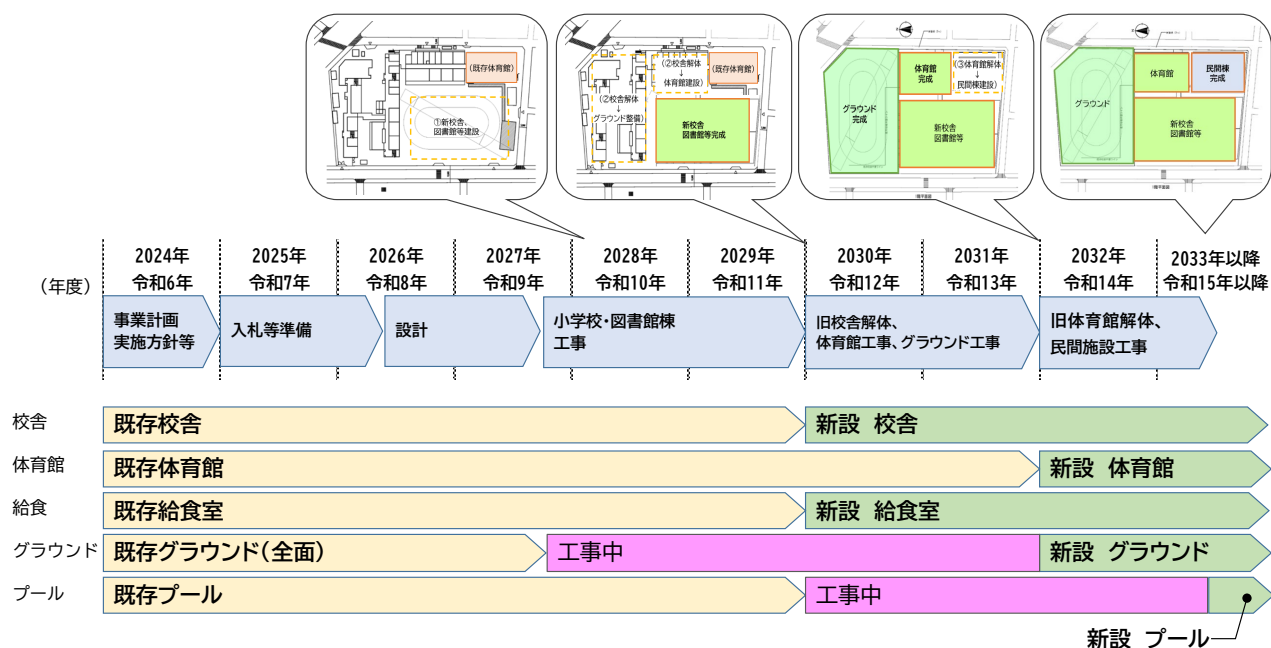 (既存体育館)
①新校舎、
図書館等建設
(②校舎解体
↓
体育館建設)
(既存体育館)
(②校舎解体
↓
グラウンド整備)
新校舎
図書館等完成
体育館
完成
(③体育館解体
↓
民間棟建設)
グラウンド
完成
新校舎
図書館等
体育館
民間棟
完成
グラウンド
新校舎
図書館等
(年度)
2024年
令和6年
2025年
令和7年
2026年
令和8年
2027年
令和9年
2028年
令和10年
2029年
令和11年
2030年
令和12年
2031年
令和13年
2032年
令和14年
2033年以降
令和15年以降
事業計画
実施方針等
入札等準備
設計
小学校・図書館棟
工事
旧校舎解体、
体育館工事、グラウンド工事
旧体育館解体、
民間施設工事
校舎
既存校舎
新設 校舎
体育館
既存体育館
新設 体育館
給食
既存給食室
新設 給食室
グラウンド
既存グラウンド(全面)
工事中
新設 グラウンド
プール
既存プール
工事中
新設 プール